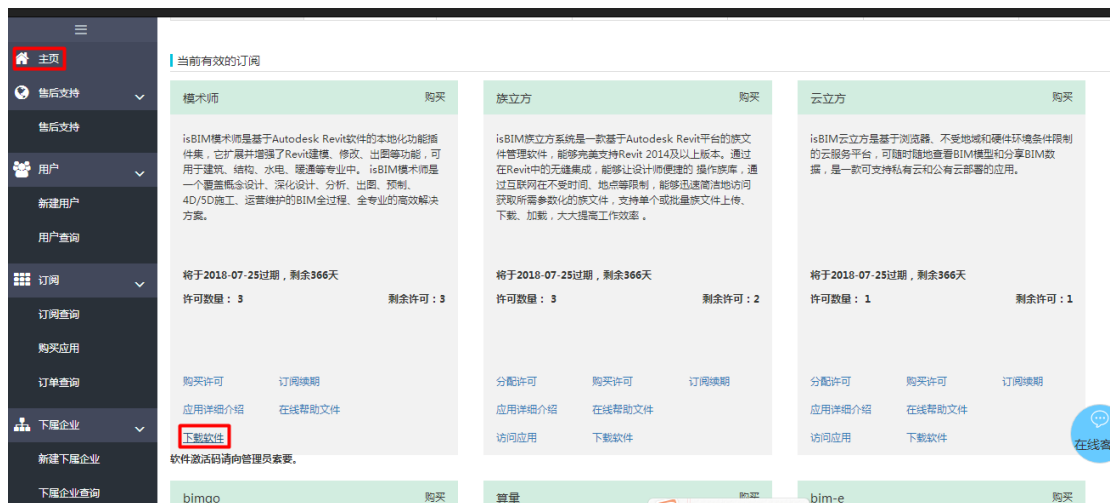 主页
售后支持
售后支持
用户
新建用户
用户查询
订阅
订阅查询
购买应用
订单查询
下属企业
新建下属企业
下属企业查询
当前有效的订阅
模术师 购买
isBIM模术师是基于Autodesk Revit软件的本地化功能插
件集，它扩展并增强了Revit建模、修改、出图等功能，可
用于建筑、结构、水电、暖通等专业中。 isBIM模术师是
一个覆盖概念设计、深化设计、分析、出图、预制、
4D/5D施工、运营维护的BIM全过程、全专业的高效解决
方案。
将于2018-07-25过期，剩余366天
许可数量： 3 剩余许可：3
购买许可 订阅续期
应用详细介绍 在线帮助文件
下载软件
软件激活码请向管理员索要。
族立方 购买
isBIM族立方系统是一款基于Autodesk Revit平台的族文
件管理软件，能够完美支持Revit 2014及以上版本。通过
在Revit中的无缝集成，能够让设计师便捷的 操作族库，通
过互联网在不受时间、地点等限制，能够迅速简洁地访问
获取所需参数化的族文件，支持单个或批量族文件上传、
下载、加载，大大提高工作效率 。
将于2018-07-25过期，剩余366天
许可数量： 3 剩余许可：2
分配许可 购买许可 订阅续期
应用详细介绍 在线帮助文件
访问应用 下载软件
云立方 购买
isBIM云立方是基于浏览器、不受地域和硬件环境条件限制
的云服务平台，可随时随地查看BIM模型和分享BIM数
据，是一款可支持私有云和公有云部署的应用。
将于2018-07-25过期，剩余366天
许可数量： 1 剩余许可：1
分配许可 购买许可 订阅续期
应用详细介绍 在线帮助文件
访问应用 下载软件
在线客
bimgo 购买
算量 购买
bim-e 购买